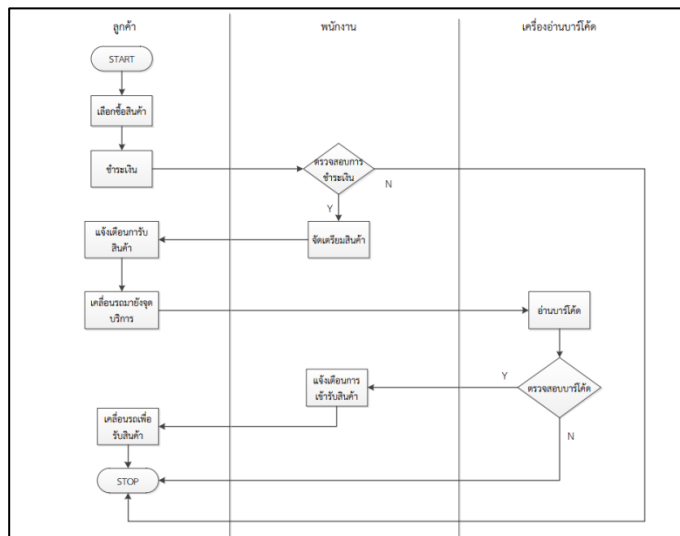 ลูกค้า
พนักงาน
เครื่องอ่านบาร์โค้ด
START
เลือกซื้อสินค้า
ชำระเงิน
ตรวจสอบการ
ชำระเงิน
N
Y
แจ้งเตือนการับ
สินค้า
จัดเตรียมสินค้า
เคลื่อนรถมายังจุด
บริการ
อ่านบาร์โค้ด
แจ้งเตือนการ
เข้ารับสินค้า
Y
ตรวจสอบบาร์โค้ด
เคลื่อนรถเพื่อ
รับสินค้า
N
STOP